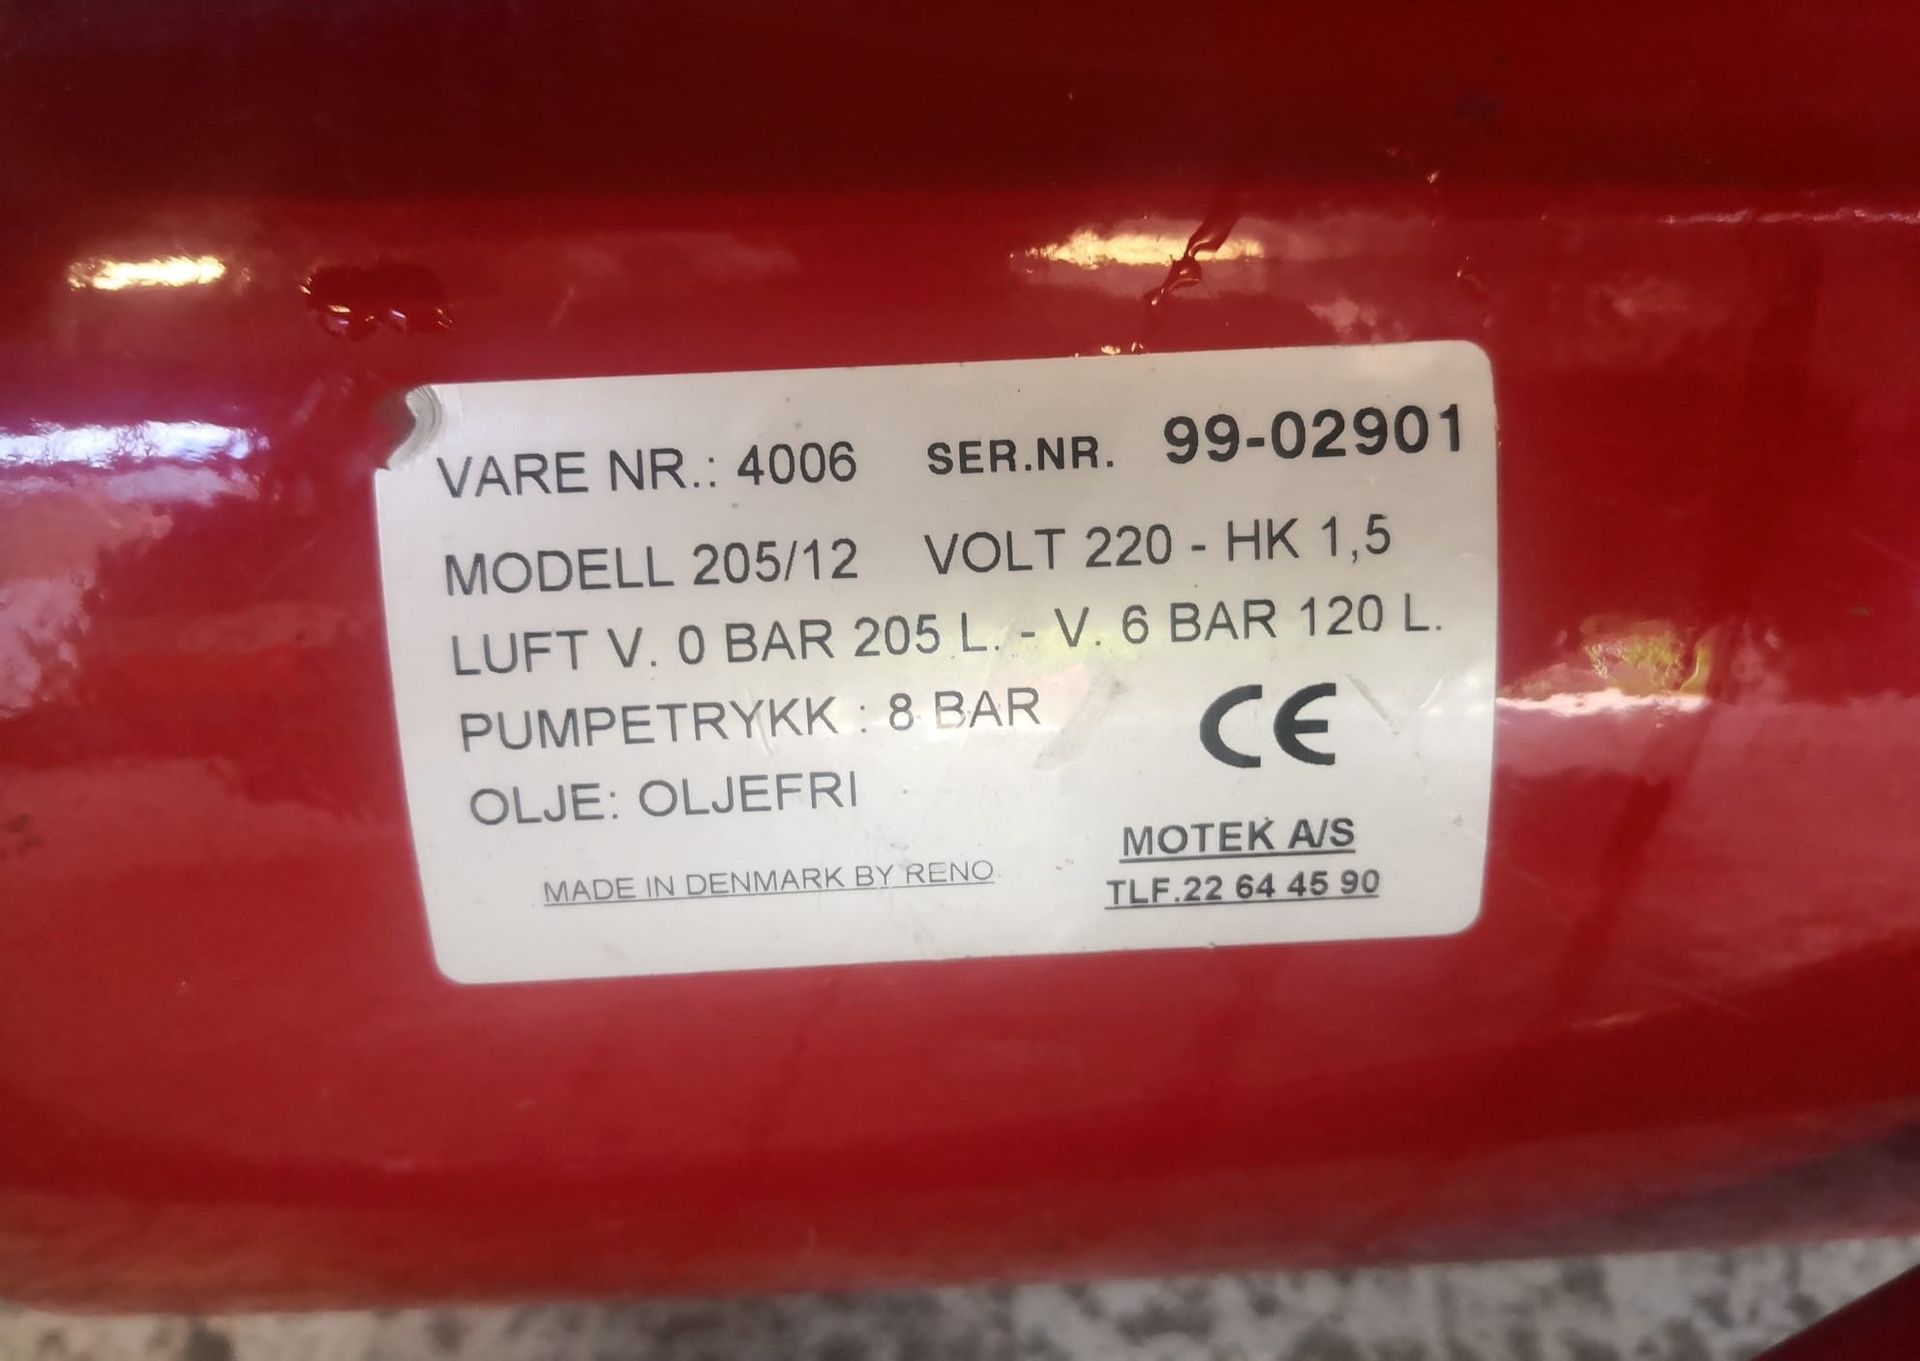 VARE NR.: 4006 SER.NR. 99-02901
MODELL 205/12 VOLT 220 - HK 1,5
LUFT V. 0 BAR 205 L. - V. 6 BAR 120 L.
PUMPETRYKK : 8 BAR
CE
OLJE: OLJEFRI
MOTEK A/S
MADE IN DENMARK BY RENO
TLF.22 64 45 90